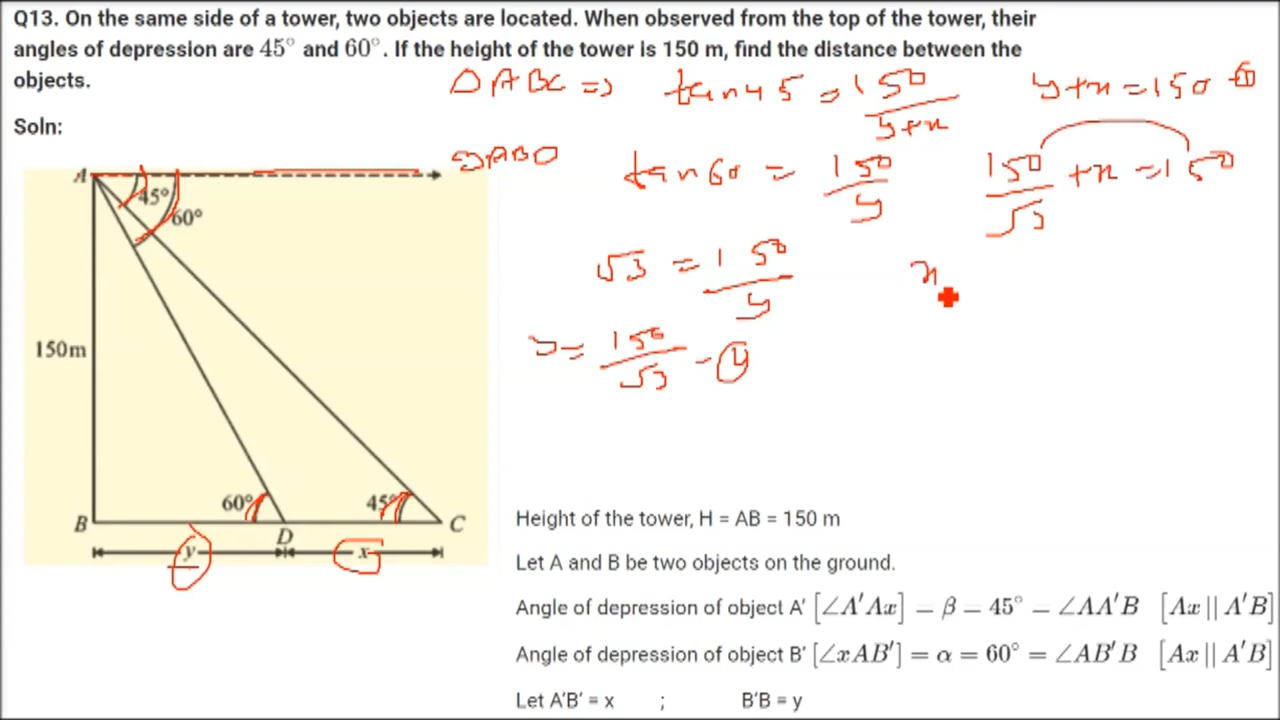 Q13. On the same side of a tower, two objects are located. When observed from the top of the tower, their
angles of depression are 45° and 60°. If the height of the tower is 150 m, find the distance between the
objects.
△ABC ⇒ tan45 = 150/y+x y+x = 150 -①
Soln:
△ABD tan60 = 150/y 150/√3 + x = 150
A
45°
60°
√3 = 150/y x
150m
y = 150/√3 - ⑪
60° 45°
B D C
y x
Height of the tower, H = AB = 150 m
Let A and B be two objects on the ground.
Angle of depression of object A′ [∠A′Ax] = β = 45° = ∠AA′B [Ax || A′B]
Angle of depression of object B′ [∠xAB′] = α = 60° = ∠AB′B [Ax || A′B]
Let A′B′ = x ; B′B = y